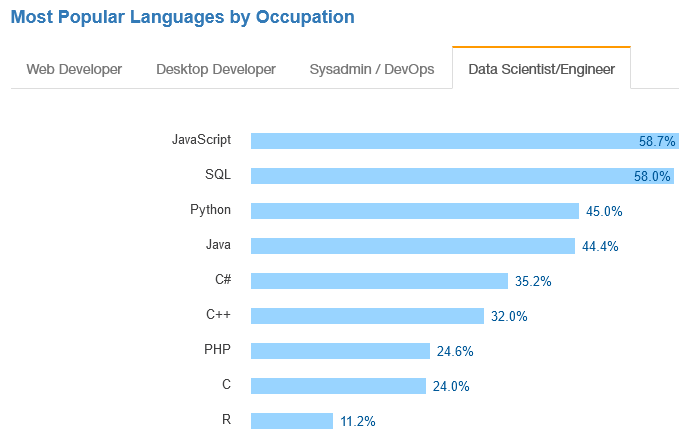 Most Popular Languages by Occupation
Web Developer Desktop Developer Sysadmin / DevOps Data Scientist/Engineer
JavaScript 58.7%
SQL 58.0%
Python 45.0%
Java 44.4%
C# 35.2%
C++ 32.0%
PHP 24.6%
C 24.0%
R 11.2%